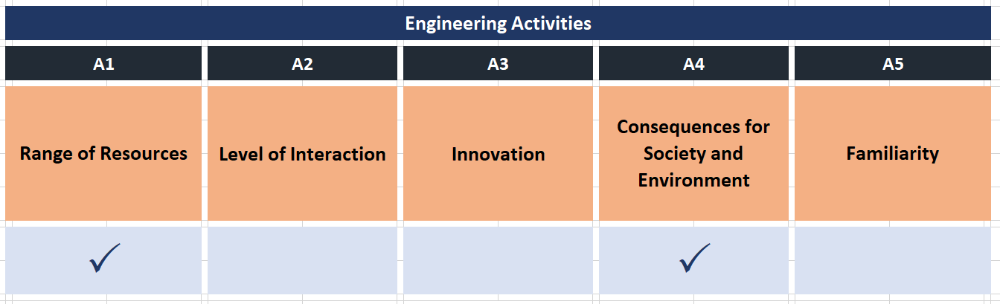 Engineering Activities
A1 A2 A3 A4 A5
Range of Resources Level of Interaction Innovation Consequences for Society and Environment Familiarity
✓ ✓